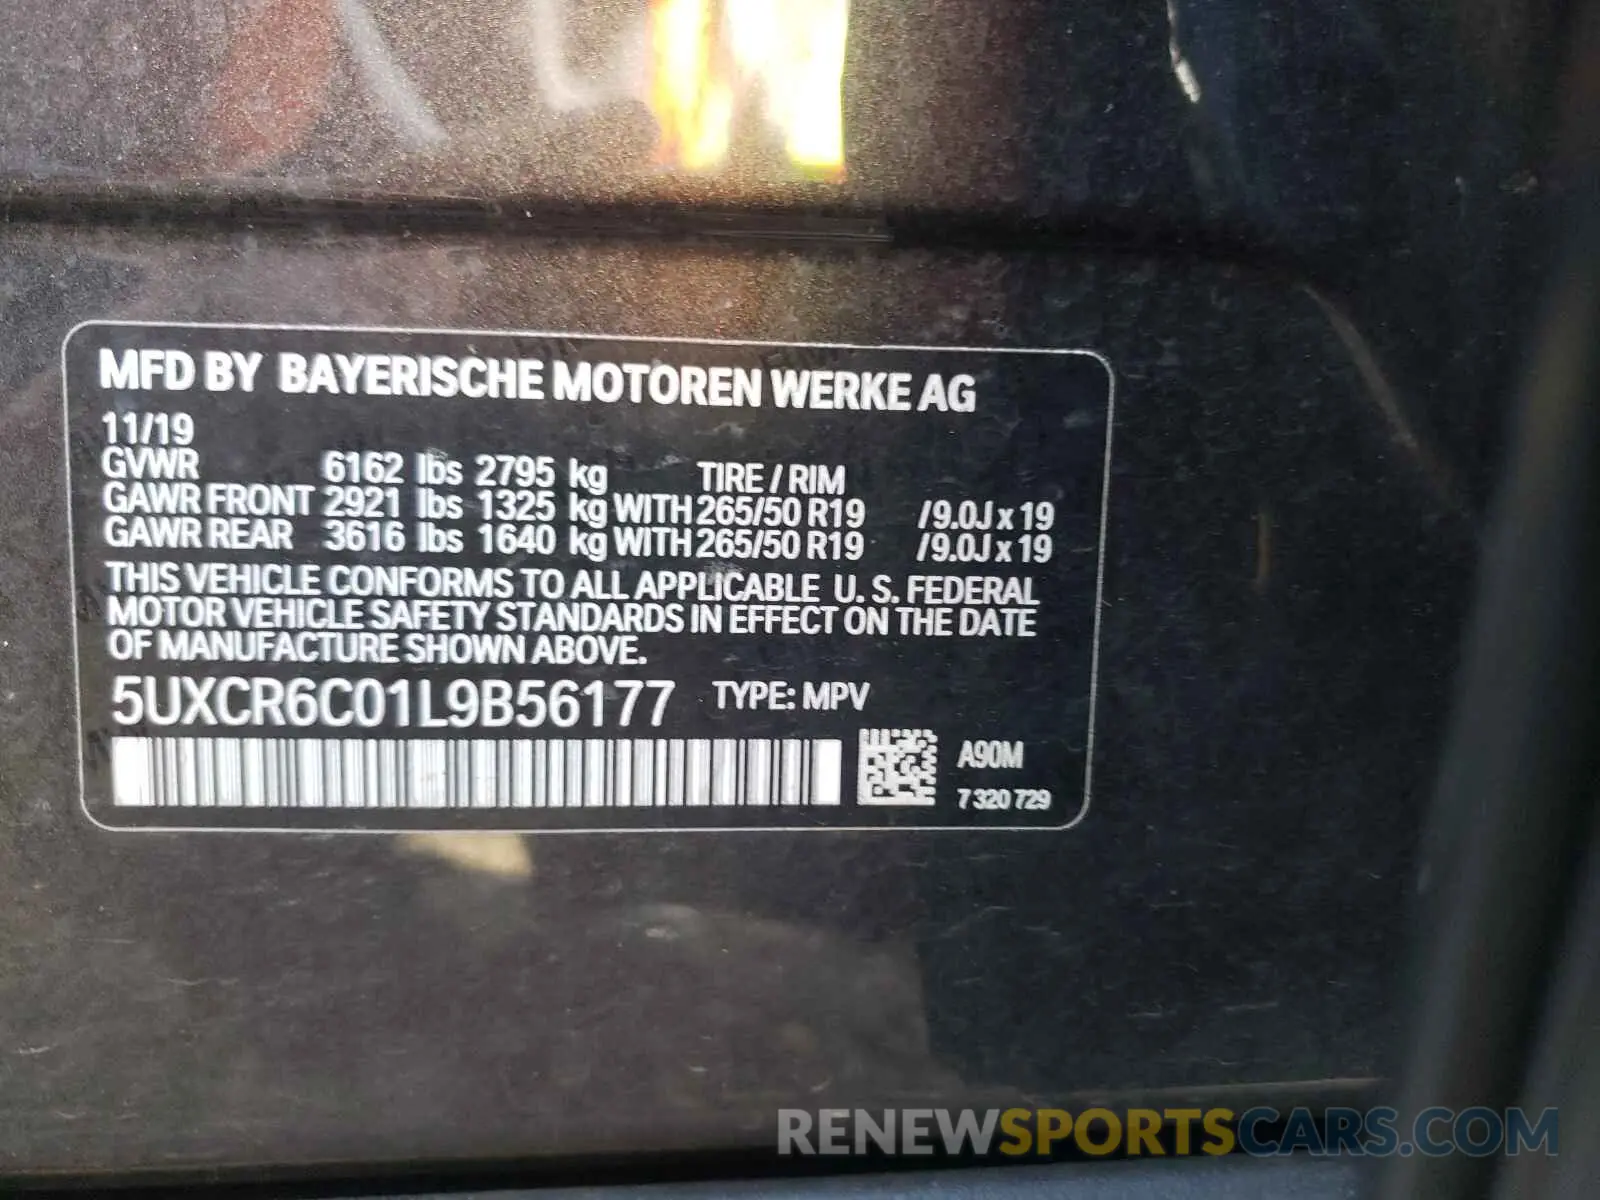 MFD BY BAYERISCHE MOTOREN WERKE AG
11/19
GVWR 6162 lbs 2795 kg TIRE / RIM
GAWR FRONT 2921 lbs 1325 kg WITH 265/50 R19 /9.0J x 19
GAWR REAR 3616 lbs 1640 kg WITH 265/50 R19 /9.0J x 19
THIS VEHICLE CONFORMS TO ALL APPLICABLE U. S. FEDERAL
MOTOR VEHICLE SAFETY STANDARDS IN EFFECT ON THE DATE
OF MANUFACTURE SHOWN ABOVE.
5UXCR6C01L9B56177 TYPE: MPV
A90M
7 320 729
RENEWSPORTSCARS.COM